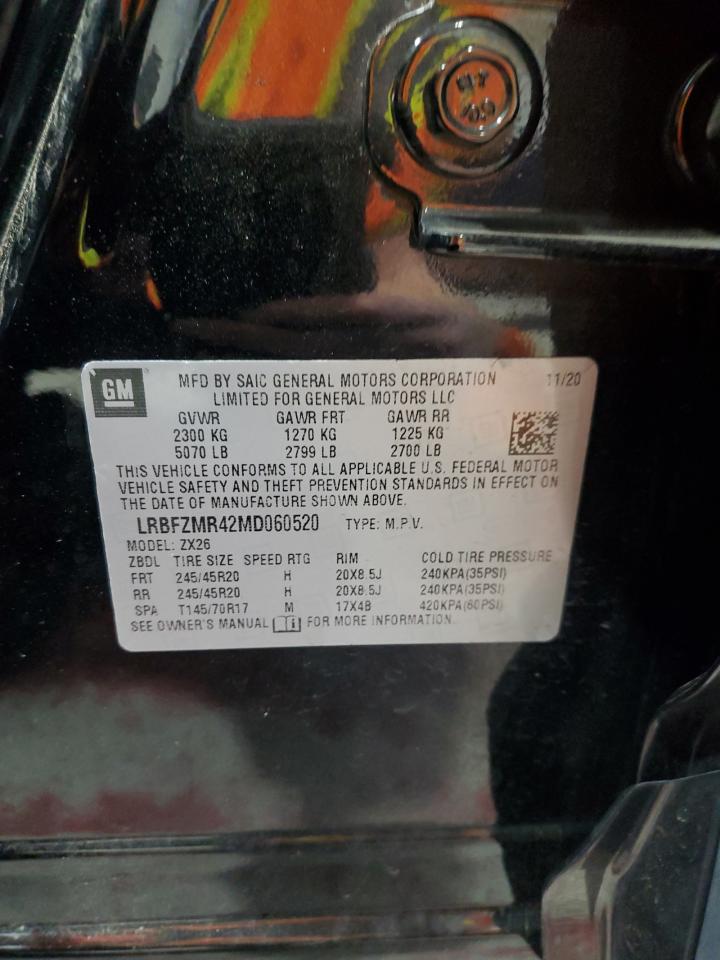 GM
MFD BY SAIC GENERAL MOTORS CORPORATION 11/20
LIMITED FOR GENERAL MOTORS LLC
GVWR GAWR FRT GAWR RR
2300 KG 1270 KG 1225 KG
5070 LB 2799 LB 2700 LB
THIS VEHICLE CONFORMS TO ALL APPLICABLE U.S. FEDERAL MOTOR
VEHICLE SAFETY AND THEFT PREVENTION STANDARDS IN EFFECT ON
THE DATE OF MANUFACTURE SHOWN ABOVE.
LRBFZMR42MD060520 TYPE: M.P.V.
MODEL: ZX26
ZBDL TIRE SIZE SPEED RTG RIM COLD TIRE PRESSURE
FRT 245/45R20 H 20X8.5J 240KPA(35PSI)
RR 245/45R20 H 20X8.5J 240KPA(35PSI)
SPA T145/70R17 M 17X4B 420KPA(60PSI)
SEE OWNER'S MANUAL FOR MORE INFORMATION.